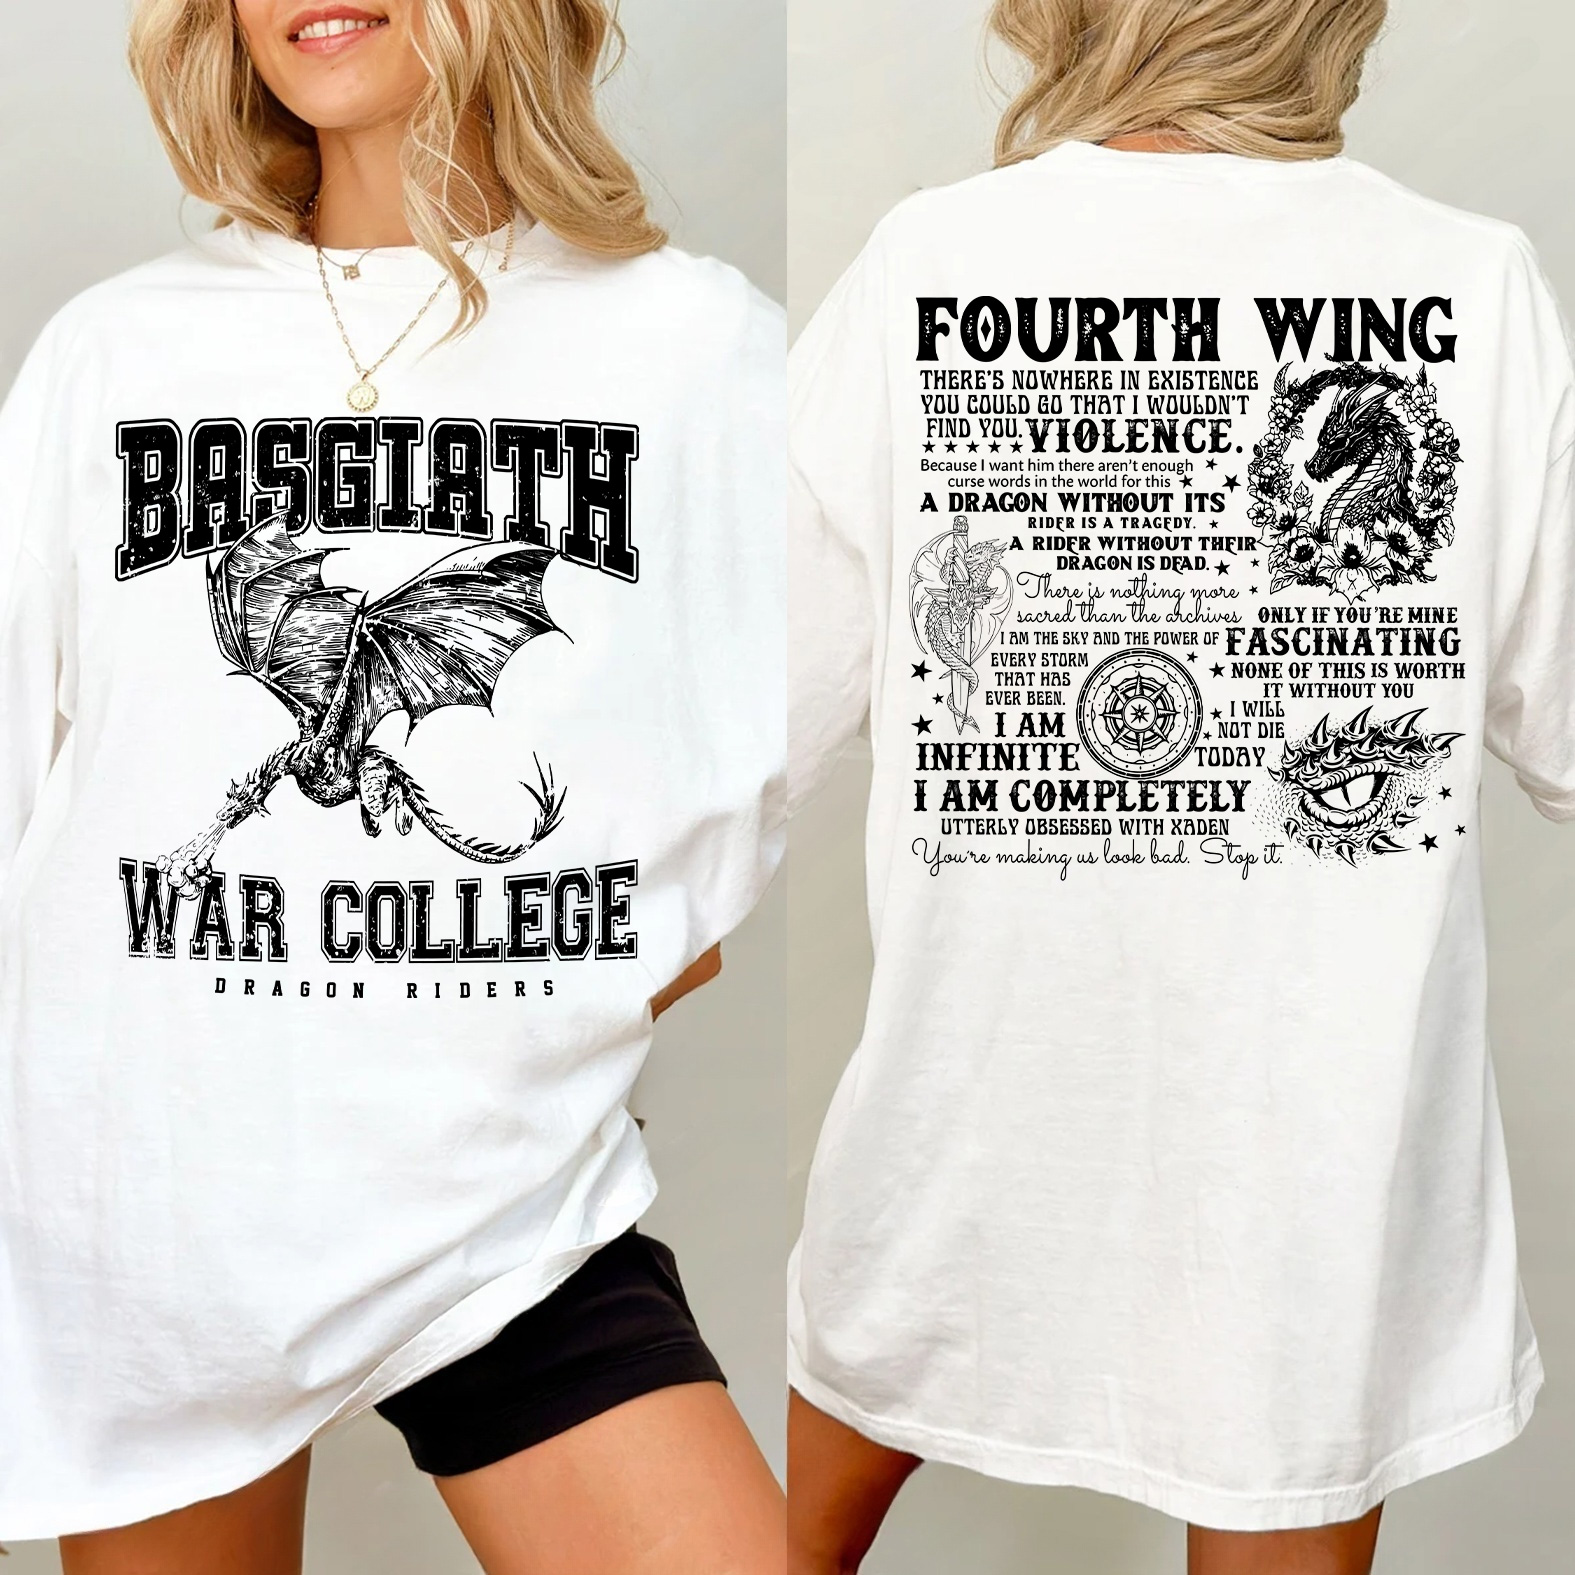 BASGIATH
WAR COLLEGE
DRAGON RIDERS
FOURTH WING
THERE'S NOWHERE IN EXISTENCE
YOU COULD GO THAT I WOULDN'T
FIND YOU, VIOLENCE.
Because I want him there aren't enough
curse words in the world for this
A DRAGON WITHOUT ITS
RIDER IS A TRAGEDY.
A RIDER WITHOUT THEIR
DRAGON IS DEAD.
There is nothing more
sacred than the archives
ONLY IF YOU'RE MINE
I AM THE SKY AND THE POWER OF
FASCINATING
EVERY STORM
THAT HAS
EVER BEEN.
NONE OF THIS IS WORTH
IT WITHOUT YOU
I AM
INFINITE
I WILL
NOT DIE
TODAY
I AM COMPLETELY
UTTERLY OBSESSED WITH XADEN
You're making us look bad. Stop it.